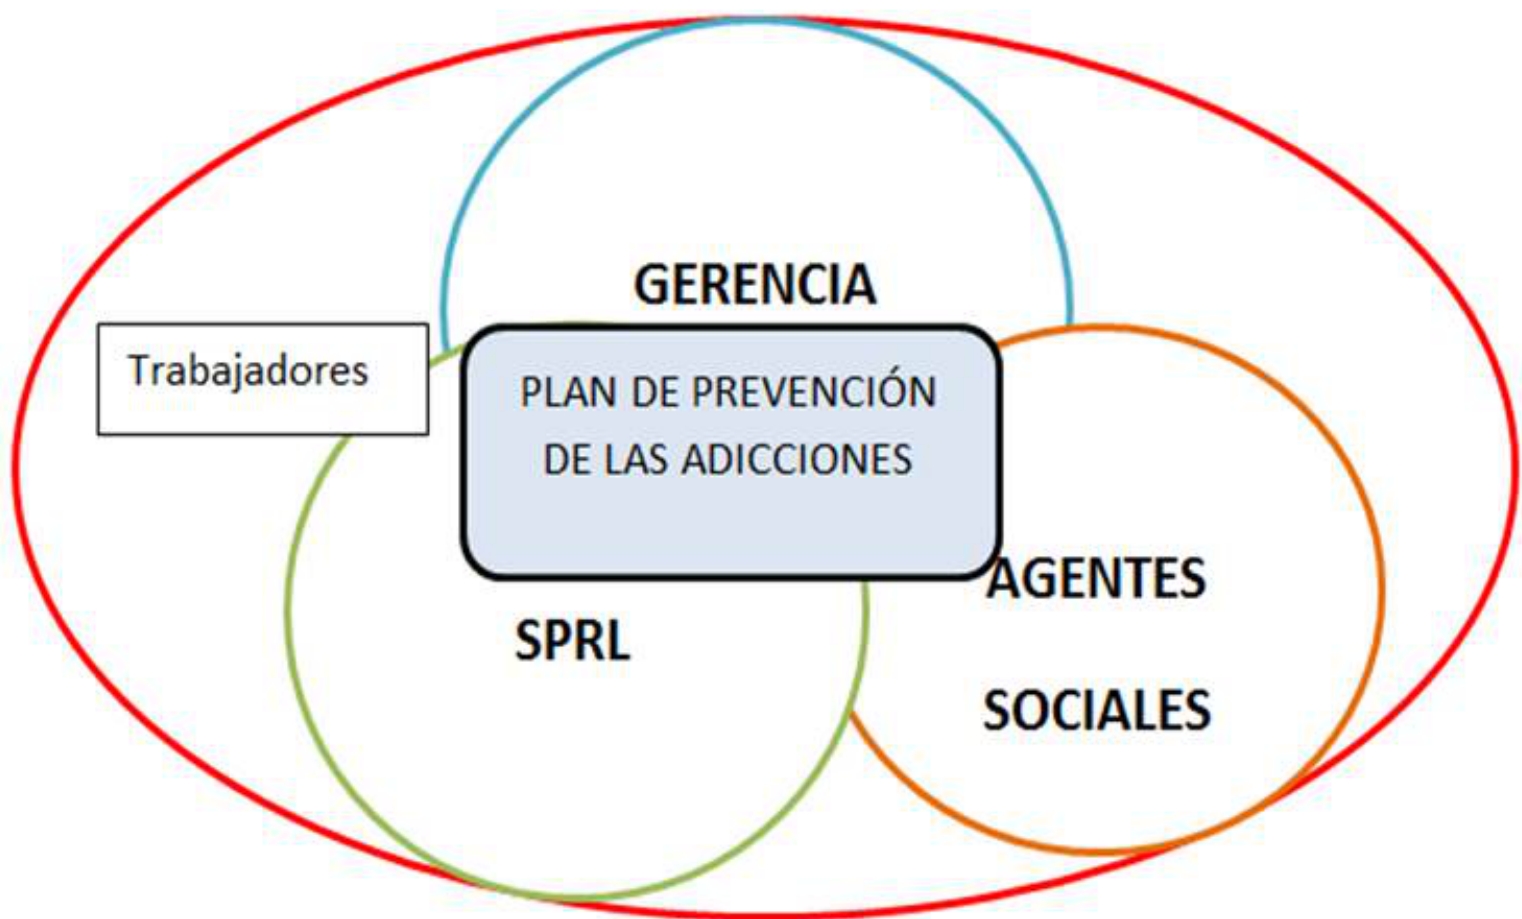 GERENCIA
Trabajadores
PLAN DE PREVENCIÓN
DE LAS ADICCIONES
AGENTES
SPRL
SOCIALES